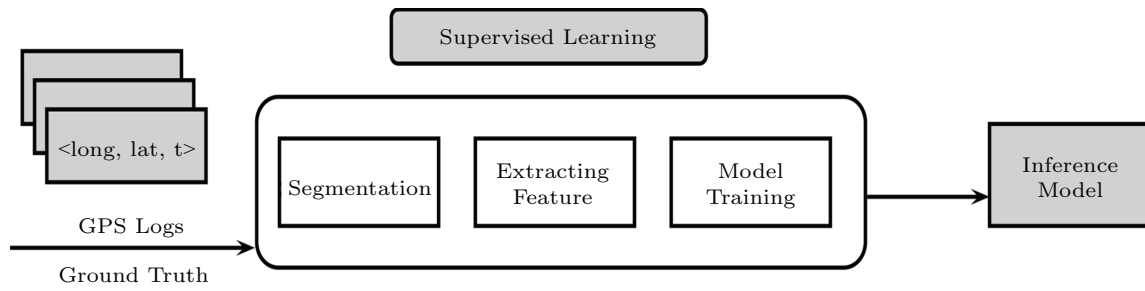 Supervised Learning
<long, lat, t>
GPS Logs
Ground Truth
Segmentation
Extracting
Feature
Model
Training
Inference
Model